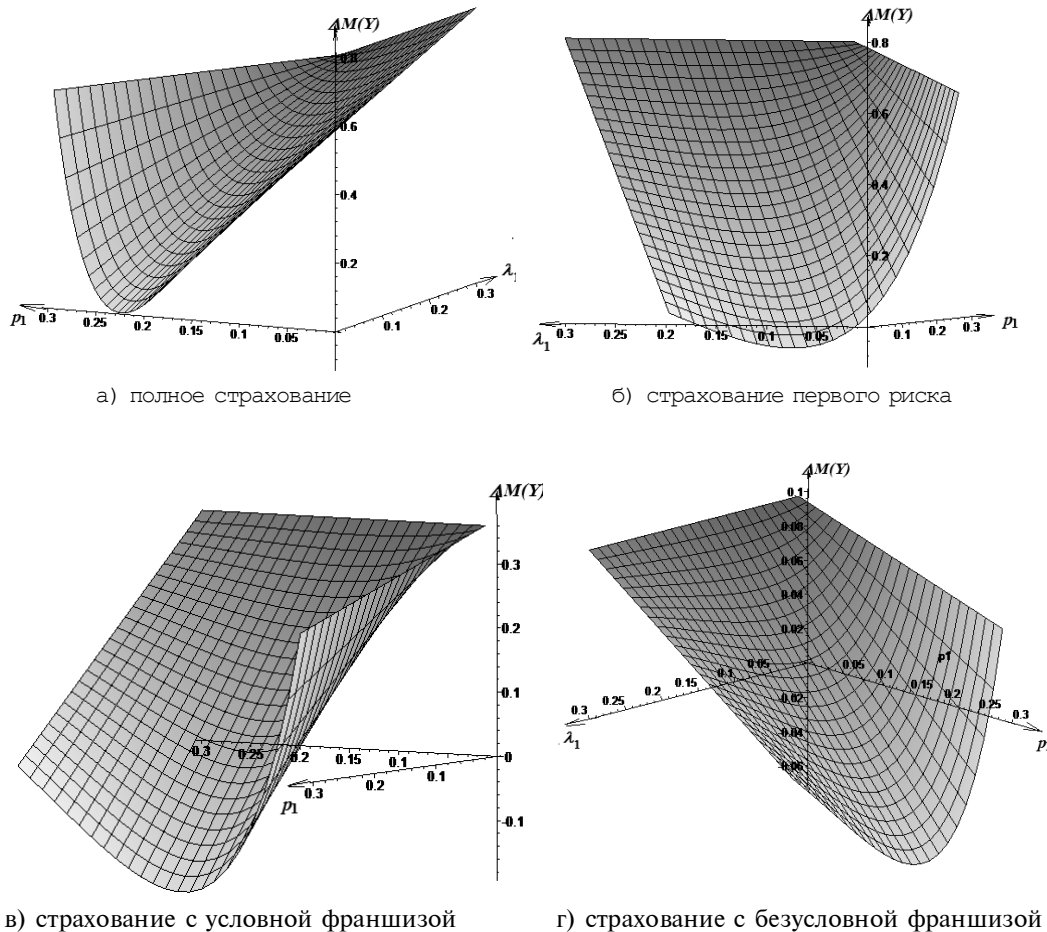 ΔM(Y)
0.8
0.6
0.4
0.2
p1 0.3 0.25 0.2 0.15 0.1 0.05
0.1 0.2 0.3 λ1
а) полное страхование
ΔM(Y)
0.8
0.6
0.4
0.2
λ1 0.3 0.25 0.2 0.15 0.1 0.05
0.1 0.2 0.3 p1
б) страхование первого риска
ΔM(Y)
0.3
0.2
0.1
0
-0.1
0.3 0.25 0.2 0.15 0.1
p1 0.3 0.2 0.1
в) страхование с условной франшизой
ΔM(Y)
0.1
0.08
0.06
0.04
0.02
-0.02
-0.04
-0.06
λ1 0.3 0.25 0.2 0.15 0.1 0.05
0.05 0.1 0.15 0.2 0.25 0.3
p1
p
г) страхование с безусловной франшизой